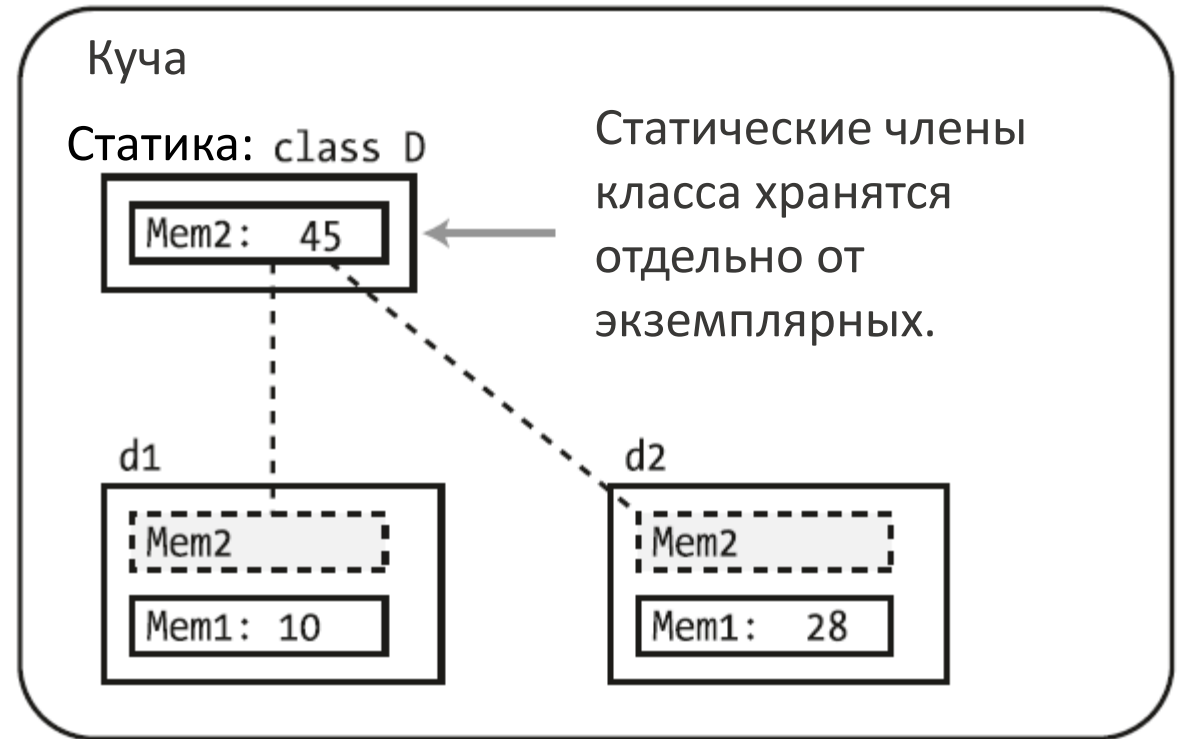 Куча
Статика: class D
Mem2: 45
Статические члены
класса хранятся
отдельно от
экземплярных.
d1
Mem2
Mem1: 10
d2
Mem2
Mem1: 28